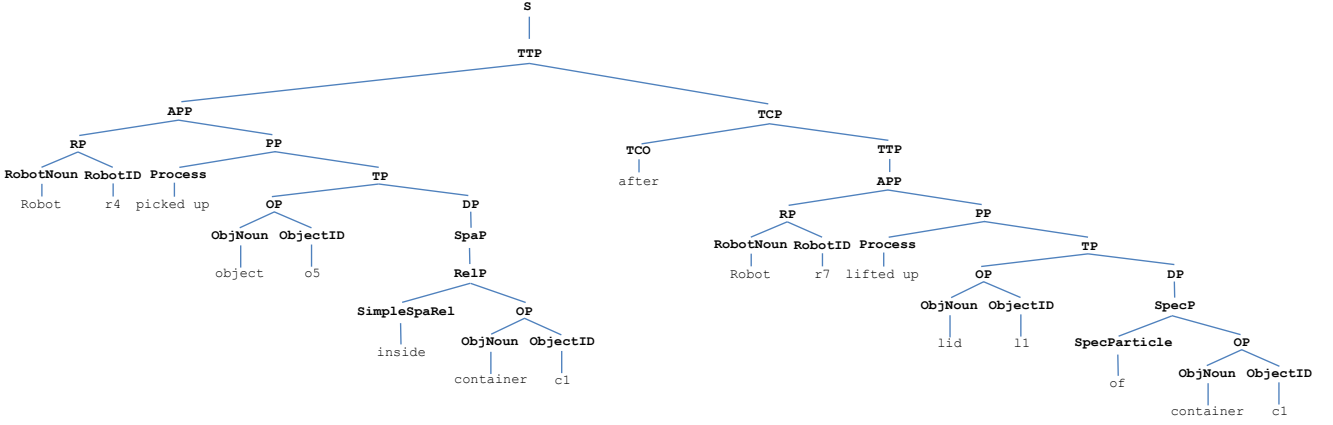 S
TTP
APP
TCP
RP PP TCO TTP
RobotNoun RobotID Process TP after APP
Robot r4 picked up OP DP RP PP
ObjNoun ObjectID SpaP RobotNoun RobotID Process TP
object o5 RelP Robot r7 lifted up OP DP
SimpleSpaRel OP ObjNoun ObjectID SpecP
inside ObjNoun ObjectID lid l1 SpecParticle OP
container c1 of ObjNoun ObjectID
container c1